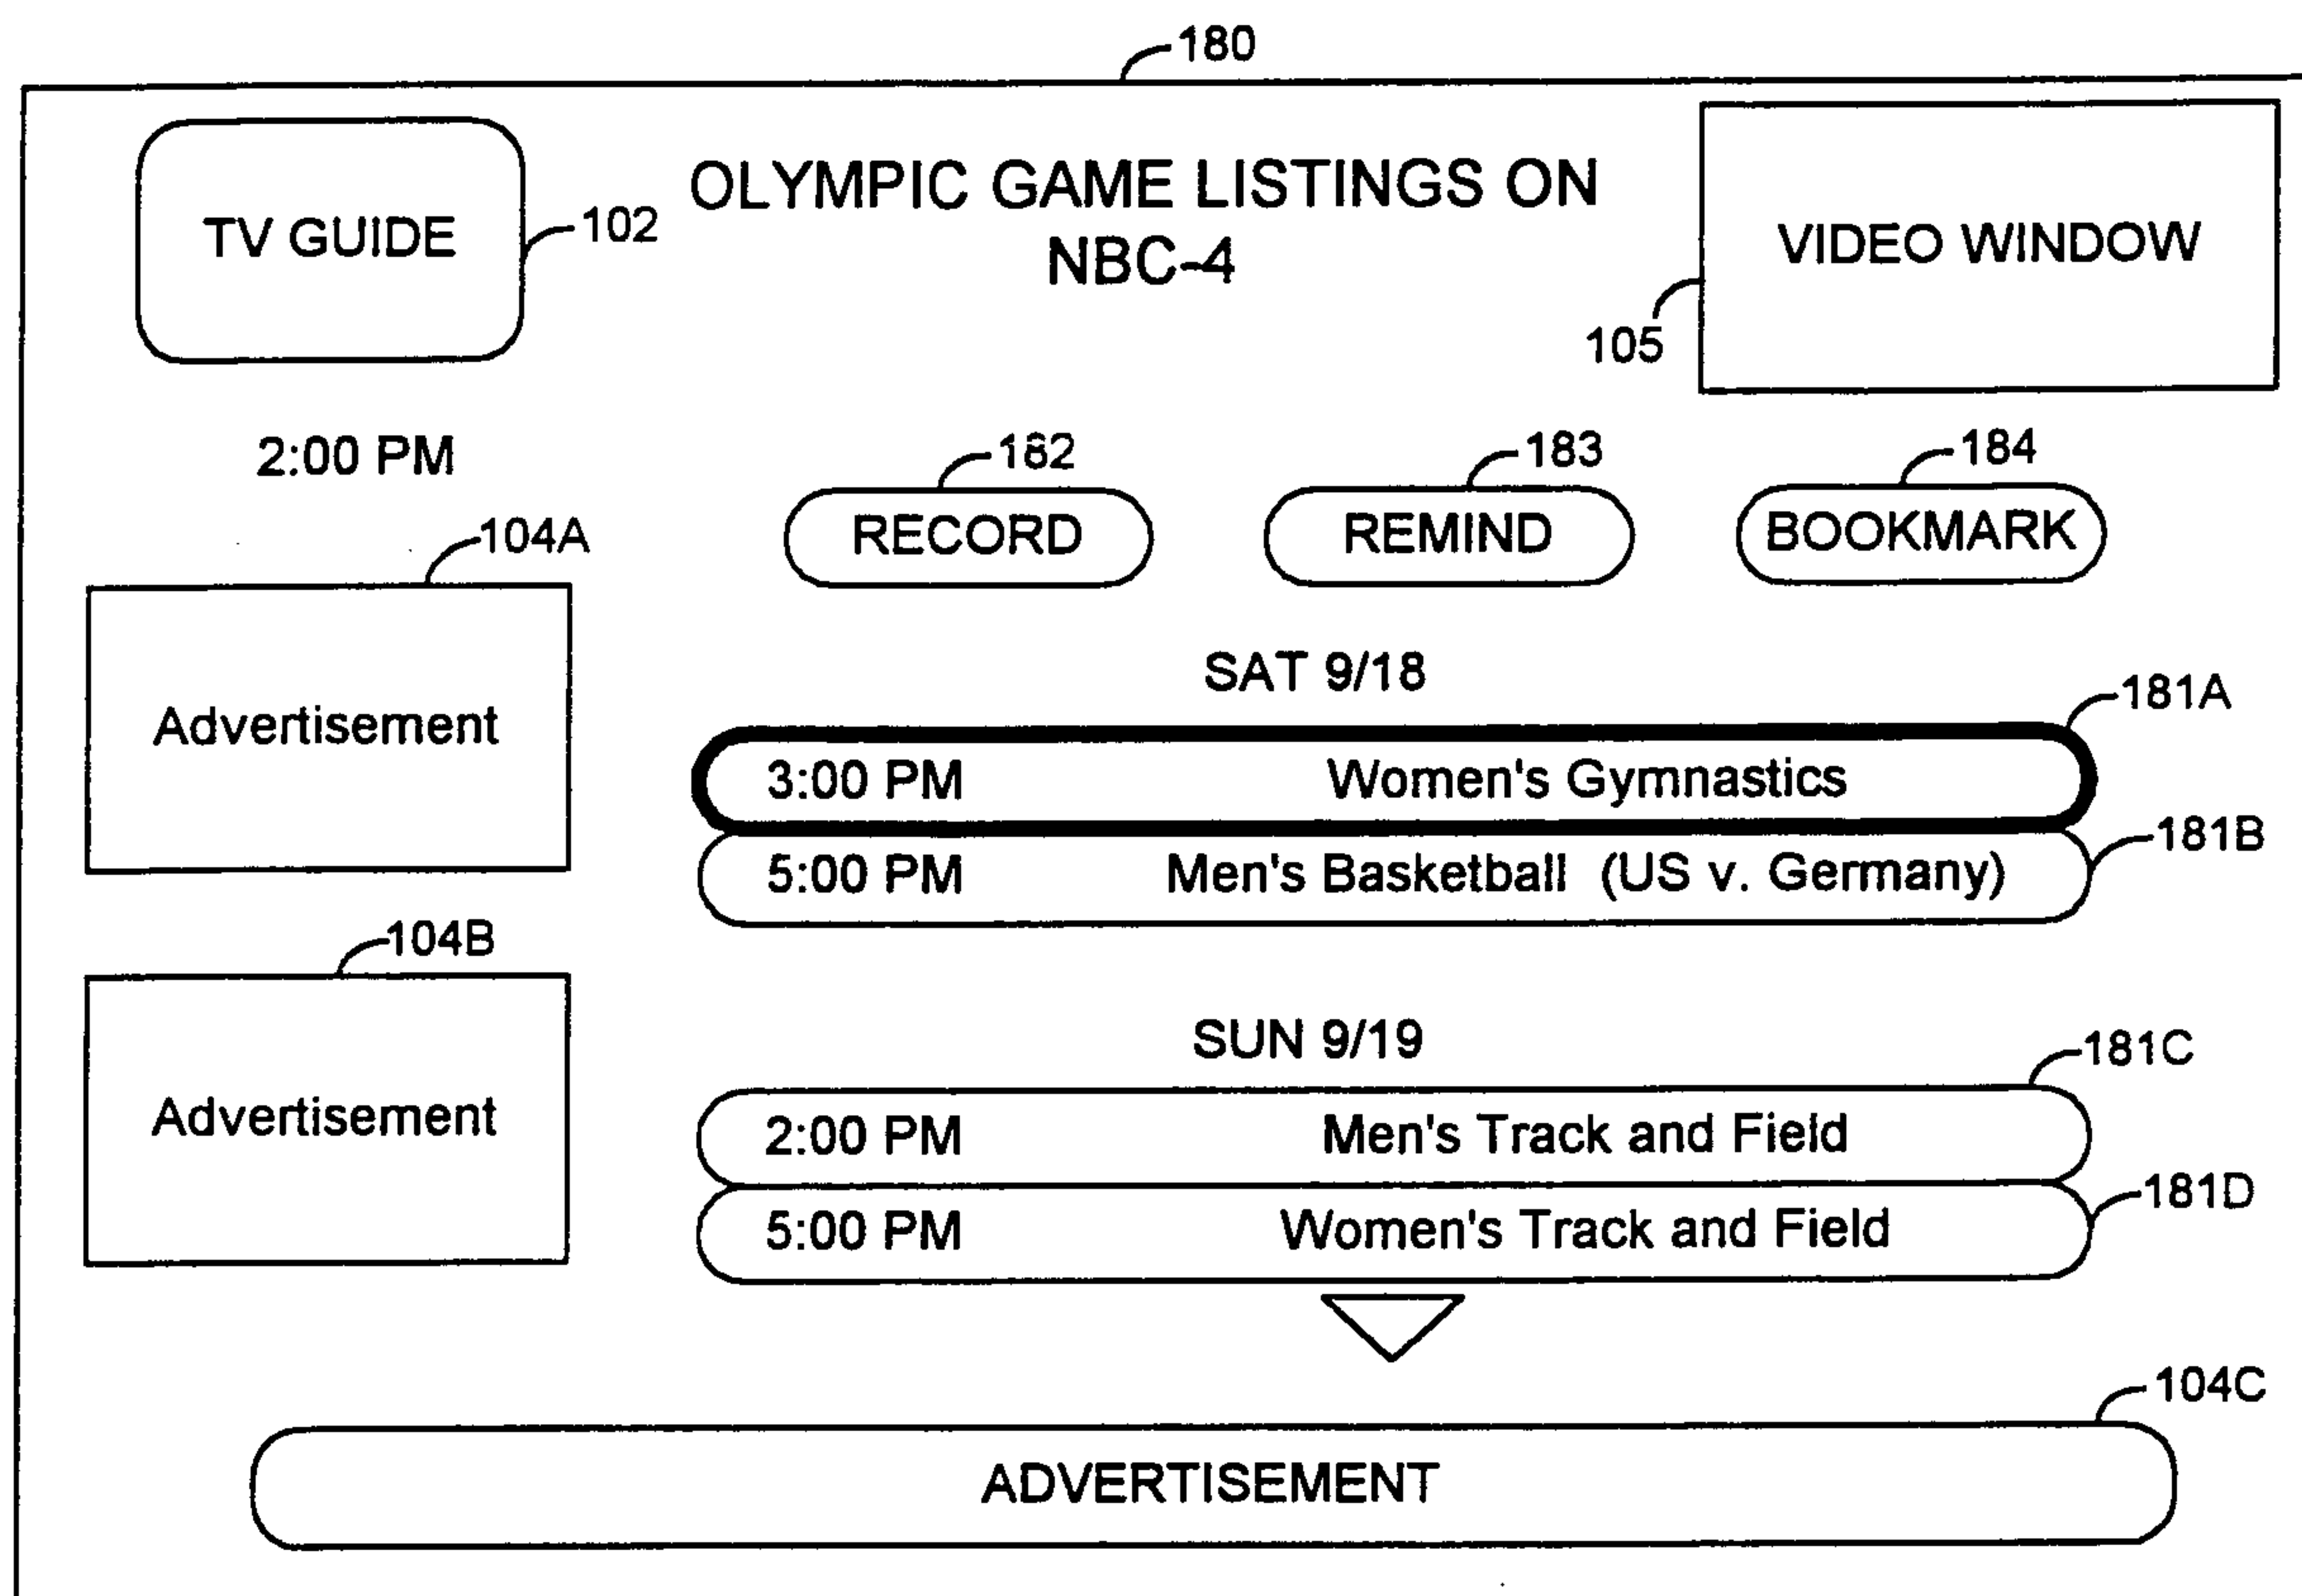 180
TV GUIDE
102
OLYMPIC GAME LISTINGS ON
NBC-4
VIDEO WINDOW
105
2:00 PM
182
183
184
RECORD
REMIND
BOOKMARK
104A
Advertisement
SAT 9/18
181A
3:00 PM Women's Gymnastics
181B
5:00 PM Men's Basketball (US v. Germany)
104B
Advertisement
SUN 9/19
181C
2:00 PM Men's Track and Field
181D
5:00 PM Women's Track and Field
104C
ADVERTISEMENT